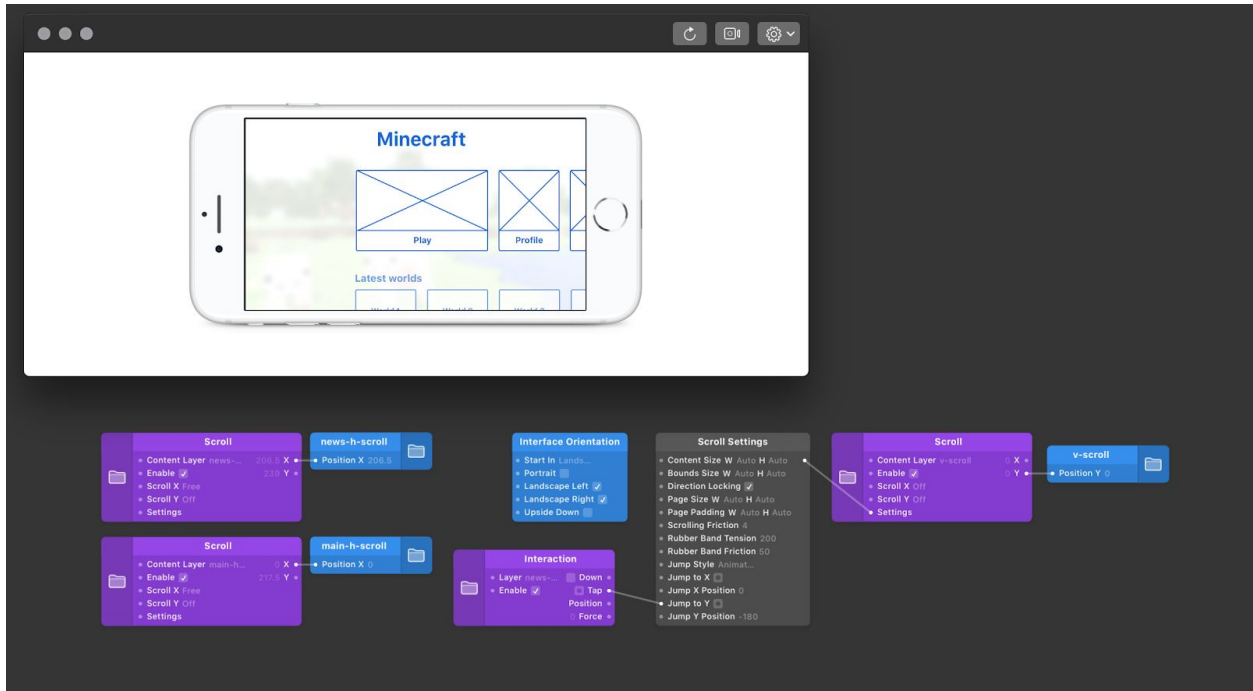 Minecraft
Play
Profile
Latest worlds
Scroll
Content Layer news-... 206.5 X
Enable 239 Y
Scroll X Free
Scroll Y Off
Settings
news-h-scroll
Position X 206.5
Interface Orientation
Start In Lands...
Portrait
Landscape Left
Landscape Right
Upside Down
Scroll Settings
Content Size W Auto H Auto
Bounds Size W Auto H Auto
Direction Locking
Page Size W Auto H Auto
Page Padding W Auto H Auto
Scrolling Friction 4
Rubber Band Tension 200
Rubber Band Friction 50
Jump Style Animat...
Jump to X
Jump X Position 0
Jump to Y
Jump Y Position -180
Scroll
Content Layer v-scroll 0 X
Enable 0 Y
Scroll X Off
Scroll Y Off
Settings
v-scroll
Position Y 0
Scroll
Content Layer main-h... 0 X
Enable 217.5 Y
Scroll X Free
Scroll Y Off
Settings
main-h-scroll
Position X 0
Interaction
Layer news-... Down
Enable Tap
Position
0 Force